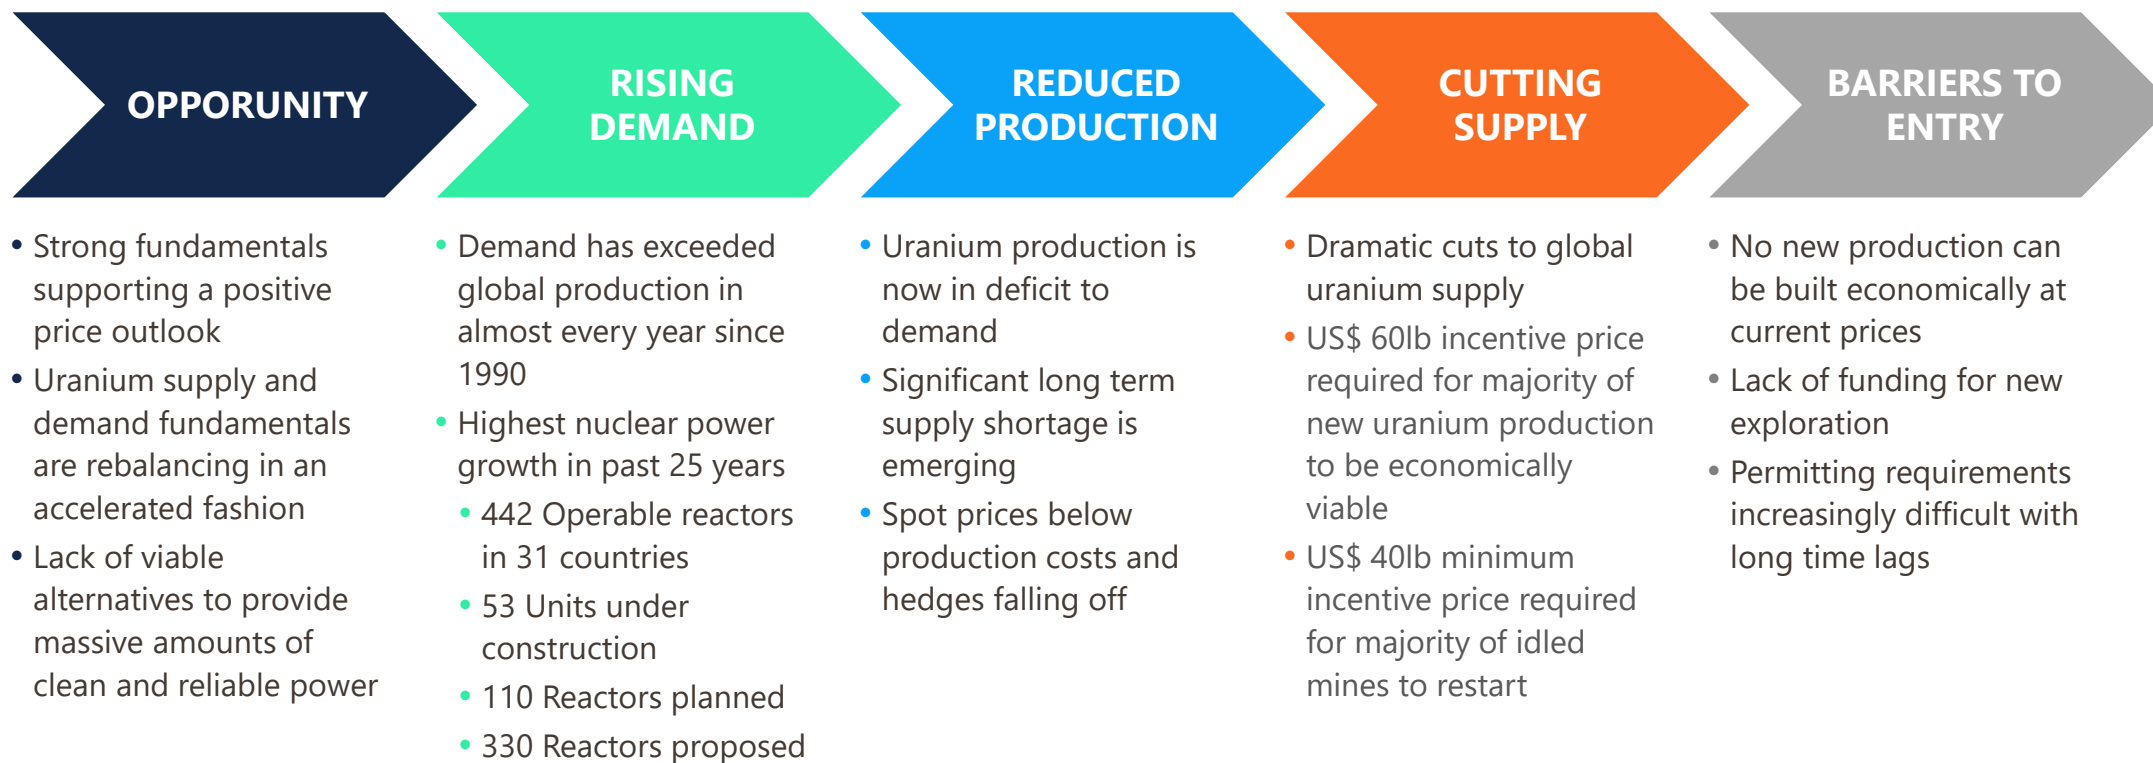 OPPORUNITY
• Strong fundamentals
supporting a positive
price outlook
• Uranium supply and
demand fundamentals
are rebalancing in an
accelerated fashion
• Lack of viable
alternatives to provide
massive amounts of
clean and reliable power
RISING
DEMAND
• Demand has exceeded
global production in
almost every year since
1990
• Highest nuclear power
growth in past 25 years
• 442 Operable reactors
in 31 countries
• 53 Units under
construction
• 110 Reactors planned
• 330 Reactors proposed
REDUCED
PRODUCTION
• Uranium production is
now in deficit to
demand
• Significant long term
supply shortage is
emerging
• Spot prices below
production costs and
hedges falling off
CUTTING
SUPPLY
• Dramatic cuts to global
uranium supply
• US$ 60lb incentive price
required for majority of
new uranium production
to be economically
viable
• US$ 40lb minimum
incentive price required
for majority of idled
mines to restart
BARRIERS TO
ENTRY
• No new production can
be built economically at
current prices
• Lack of funding for new
exploration
• Permitting requirements
increasingly difficult with
long time lags